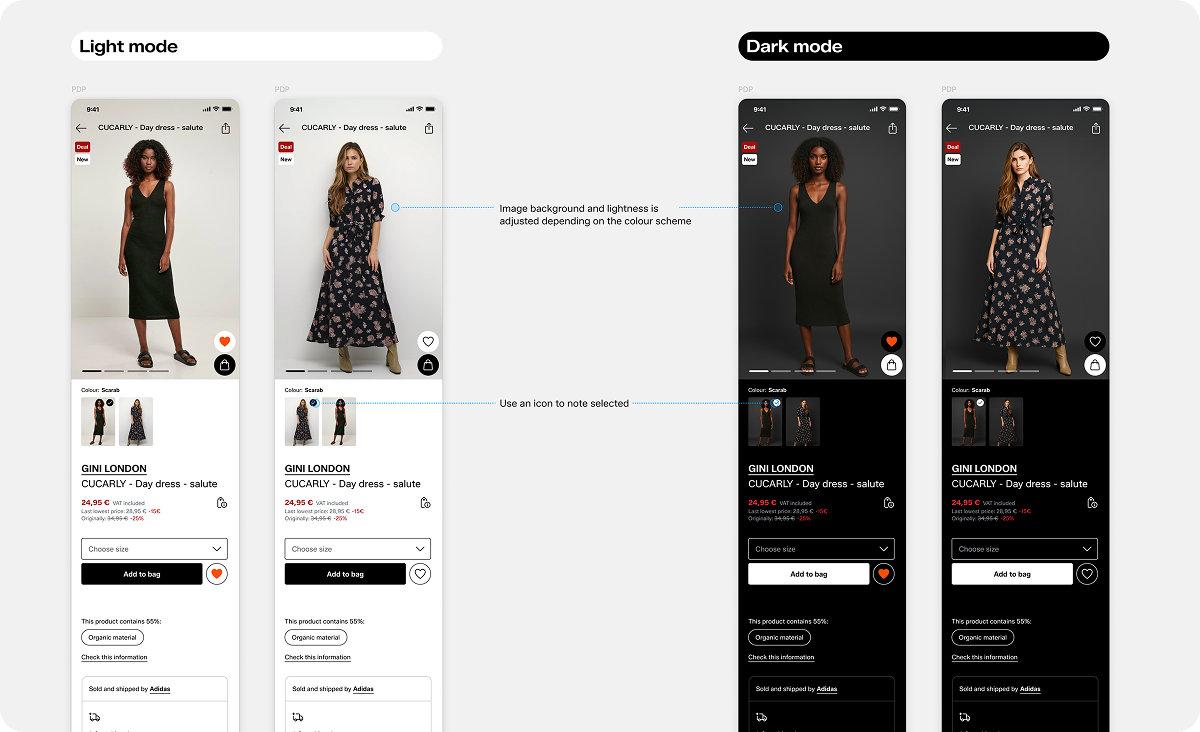 Light mode
Dark mode
PDP
9:41
CUCARLY - Day dress - salute
Deal
New
Colour: Scarab
GINI LONDON
CUCARLY - Day dress - salute
24,95 € VAT included
Last lowest price: 28,95 € -15€
Originally: 34,95 € -25%
Choose size
Add to bag
This product contains 55%:
Organic material
Check this information
Sold and shipped by Adidas
PDP
9:41
CUCARLY - Day dress - salute
Deal
New
Colour: Scarab
GINI LONDON
CUCARLY - Day dress - salute
24,95 € VAT included
Last lowest price: 28,95 € -15€
Originally: 34,95 € -25%
Choose size
Add to bag
This product contains 55%:
Organic material
Check this information
Sold and shipped by Adidas
Image background and lightness is
adjusted depending on the colour scheme
Use an icon to note selected
PDP
9:41
CUCARLY - Day dress - salute
Deal
New
Colour: Scarab
GINI LONDON
CUCARLY - Day dress - salute
24,95 € VAT included
Last lowest price: 28,95 € -15€
Originally: 34,95 € -25%
Choose size
Add to bag
This product contains 55%:
Organic material
Check this information
Sold and shipped by Adidas
PDP
9:41
CUCARLY - Day dress - salute
Deal
New
Colour: Scarab
GINI LONDON
CUCARLY - Day dress - salute
24,95 € VAT included
Last lowest price: 28,95 € -15€
Originally: 34,95 € -25%
Choose size
Add to bag
This product contains 55%:
Organic material
Check this information
Sold and shipped by Adidas